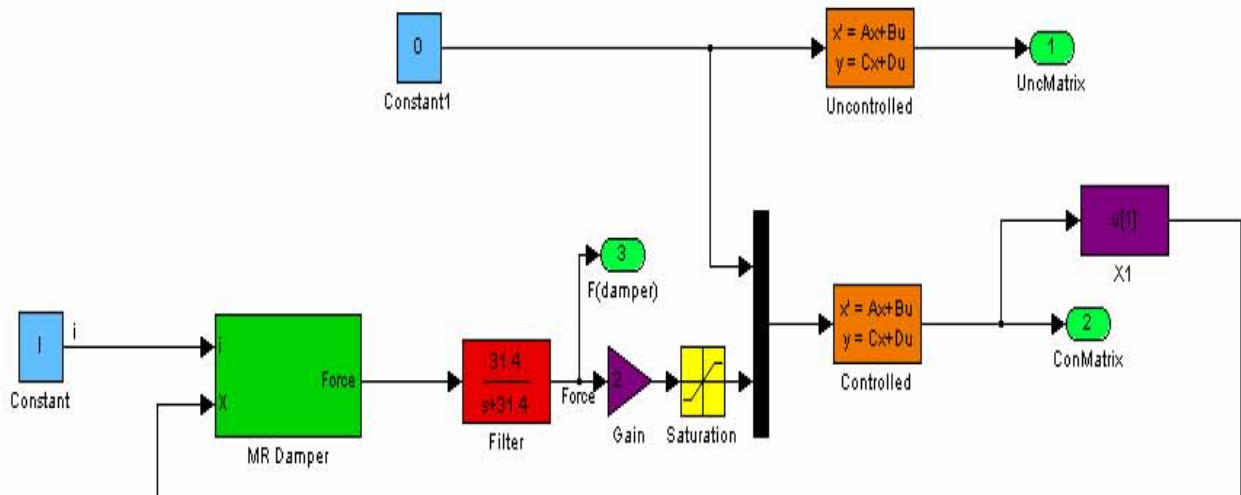 0
Constant1
x' = Ax+Bu
y = Cx+Du
Uncontrolled
1
UncMatrix
u[1]
X1
3
F(damper)
I
i
Constant
i
X
Force
MR Damper
31.4
s+31.4
Filter
Force
2
Gain
Saturation
x' = Ax+Bu
y = Cx+Du
Controlled
2
ConMatrix